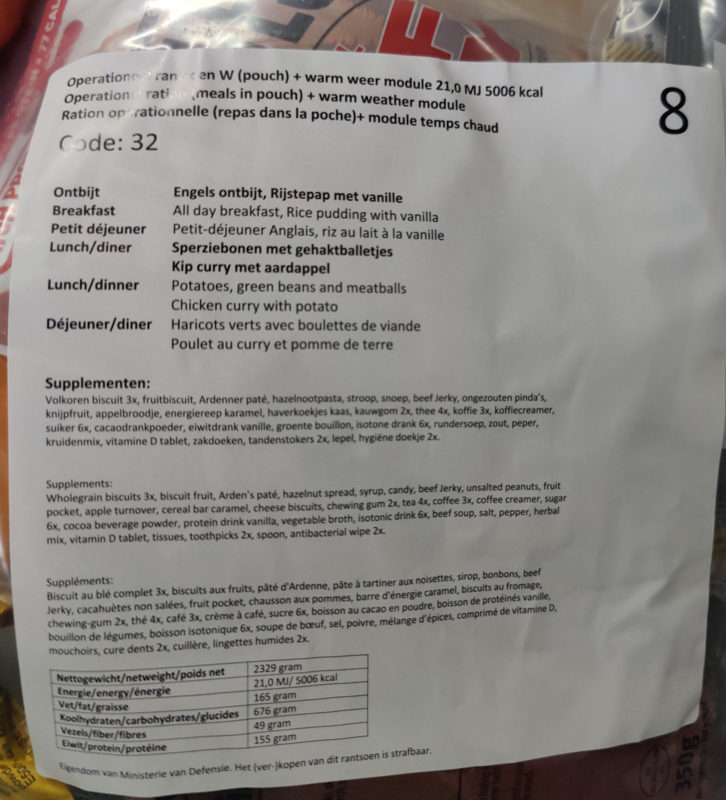 8
en W (pouch) + warm weer module 21,0 MJ 5006 kcal
(meals in pouch) + warm weather module
Ration (repas dans la poche)+ module temps chaud
Code: 32
Ontbijt Engels ontbijt, Rijstepap met vanille
Breakfast All day breakfast, Rice pudding with vanilla
Petit déjeuner Petit-déjeuner Anglais, riz au lait à la vanille
Lunch/diner Sperziebonen met gehaktballetjes
Kip curry met aardappel
Lunch/dinner Potatoes, green beans and meatballs
Chicken curry with potato
Déjeuner/diner Haricots verts avec boulettes de viande
Poulet au curry et pomme de terre
Supplementen:
Volkoren biscuit 3x, fruitbiscuit, Ardenner paté, hazelnootpasta, stroop, snoep, beef Jerky, ongezouten pinda's,
knijpfruit, appelbroodje, energiereep karamel, haverkoekjes kaas, kauwgom 2x, thee 4x, koffie 3x, koffiecreamer,
suiker 6x, cacaodrankpoeder, eiwitdrank vanille, groente bouillon, isotone drank 6x, rundersoep, zout, peper,
kruidenmix, vitamine D tablet, zakdoeken, tandenstokers 2x, lepel, hygiëne doekje 2x.
Supplements:
Wholegrain biscuits 3x, biscuit fruit, Arden's paté, hazelnut spread, syrup, candy, beef Jerky, unsalted peanuts, fruit
pocket, apple turnover, cereal bar caramel, cheese biscuits, chewing gum 2x, tea 4x, coffee 3x, coffee creamer, sugar
6x, cocoa beverage powder, protein drink vanilla, vegetable broth, isotonic drink 6x, beef soup, salt, pepper, herbal
mix, vitamin D tablet, tissues, toothpicks 2x, spoon, antibacterial wipe 2x.
Suppléments:
Biscuit au blé complet 3x, biscuits aux fruits, pâté d'Ardenne, pâte à tartiner aux noisettes, sirop, bonbons, beef
Jerky, cacahuètes non salées, fruit pocket, chausson aux pommes, barre d'énergie caramel, biscuits au fromage,
chewing-gum 2x, thé 4x, café 3x, crème à café, sucre 6x, boisson au cacao en poudre, boisson de protéinés vanille,
bouillon de légumes, boisson isotonique 6x, soupe de bœuf, sel, poivre, mélange d'épices, comprimé de vitamine D,
mouchoirs, cure dents 2x, cuillère, lingettes humides 2x.
Nettogewicht/netweight/poids net 2329 gram
Energie/energy/énergie 21,0 MJ/ 5006 kcal
Vet/fat/graisse 165 gram
Koolhydraten/carbohydrates/glucides 676 gram
Vezels/fiber/fibres 49 gram
Eiwit/protein/protéine 155 gram
Eigendom van Ministerie van Defensie. Het (ver-)kopen van dit rantsoen is strafbaar.
350g